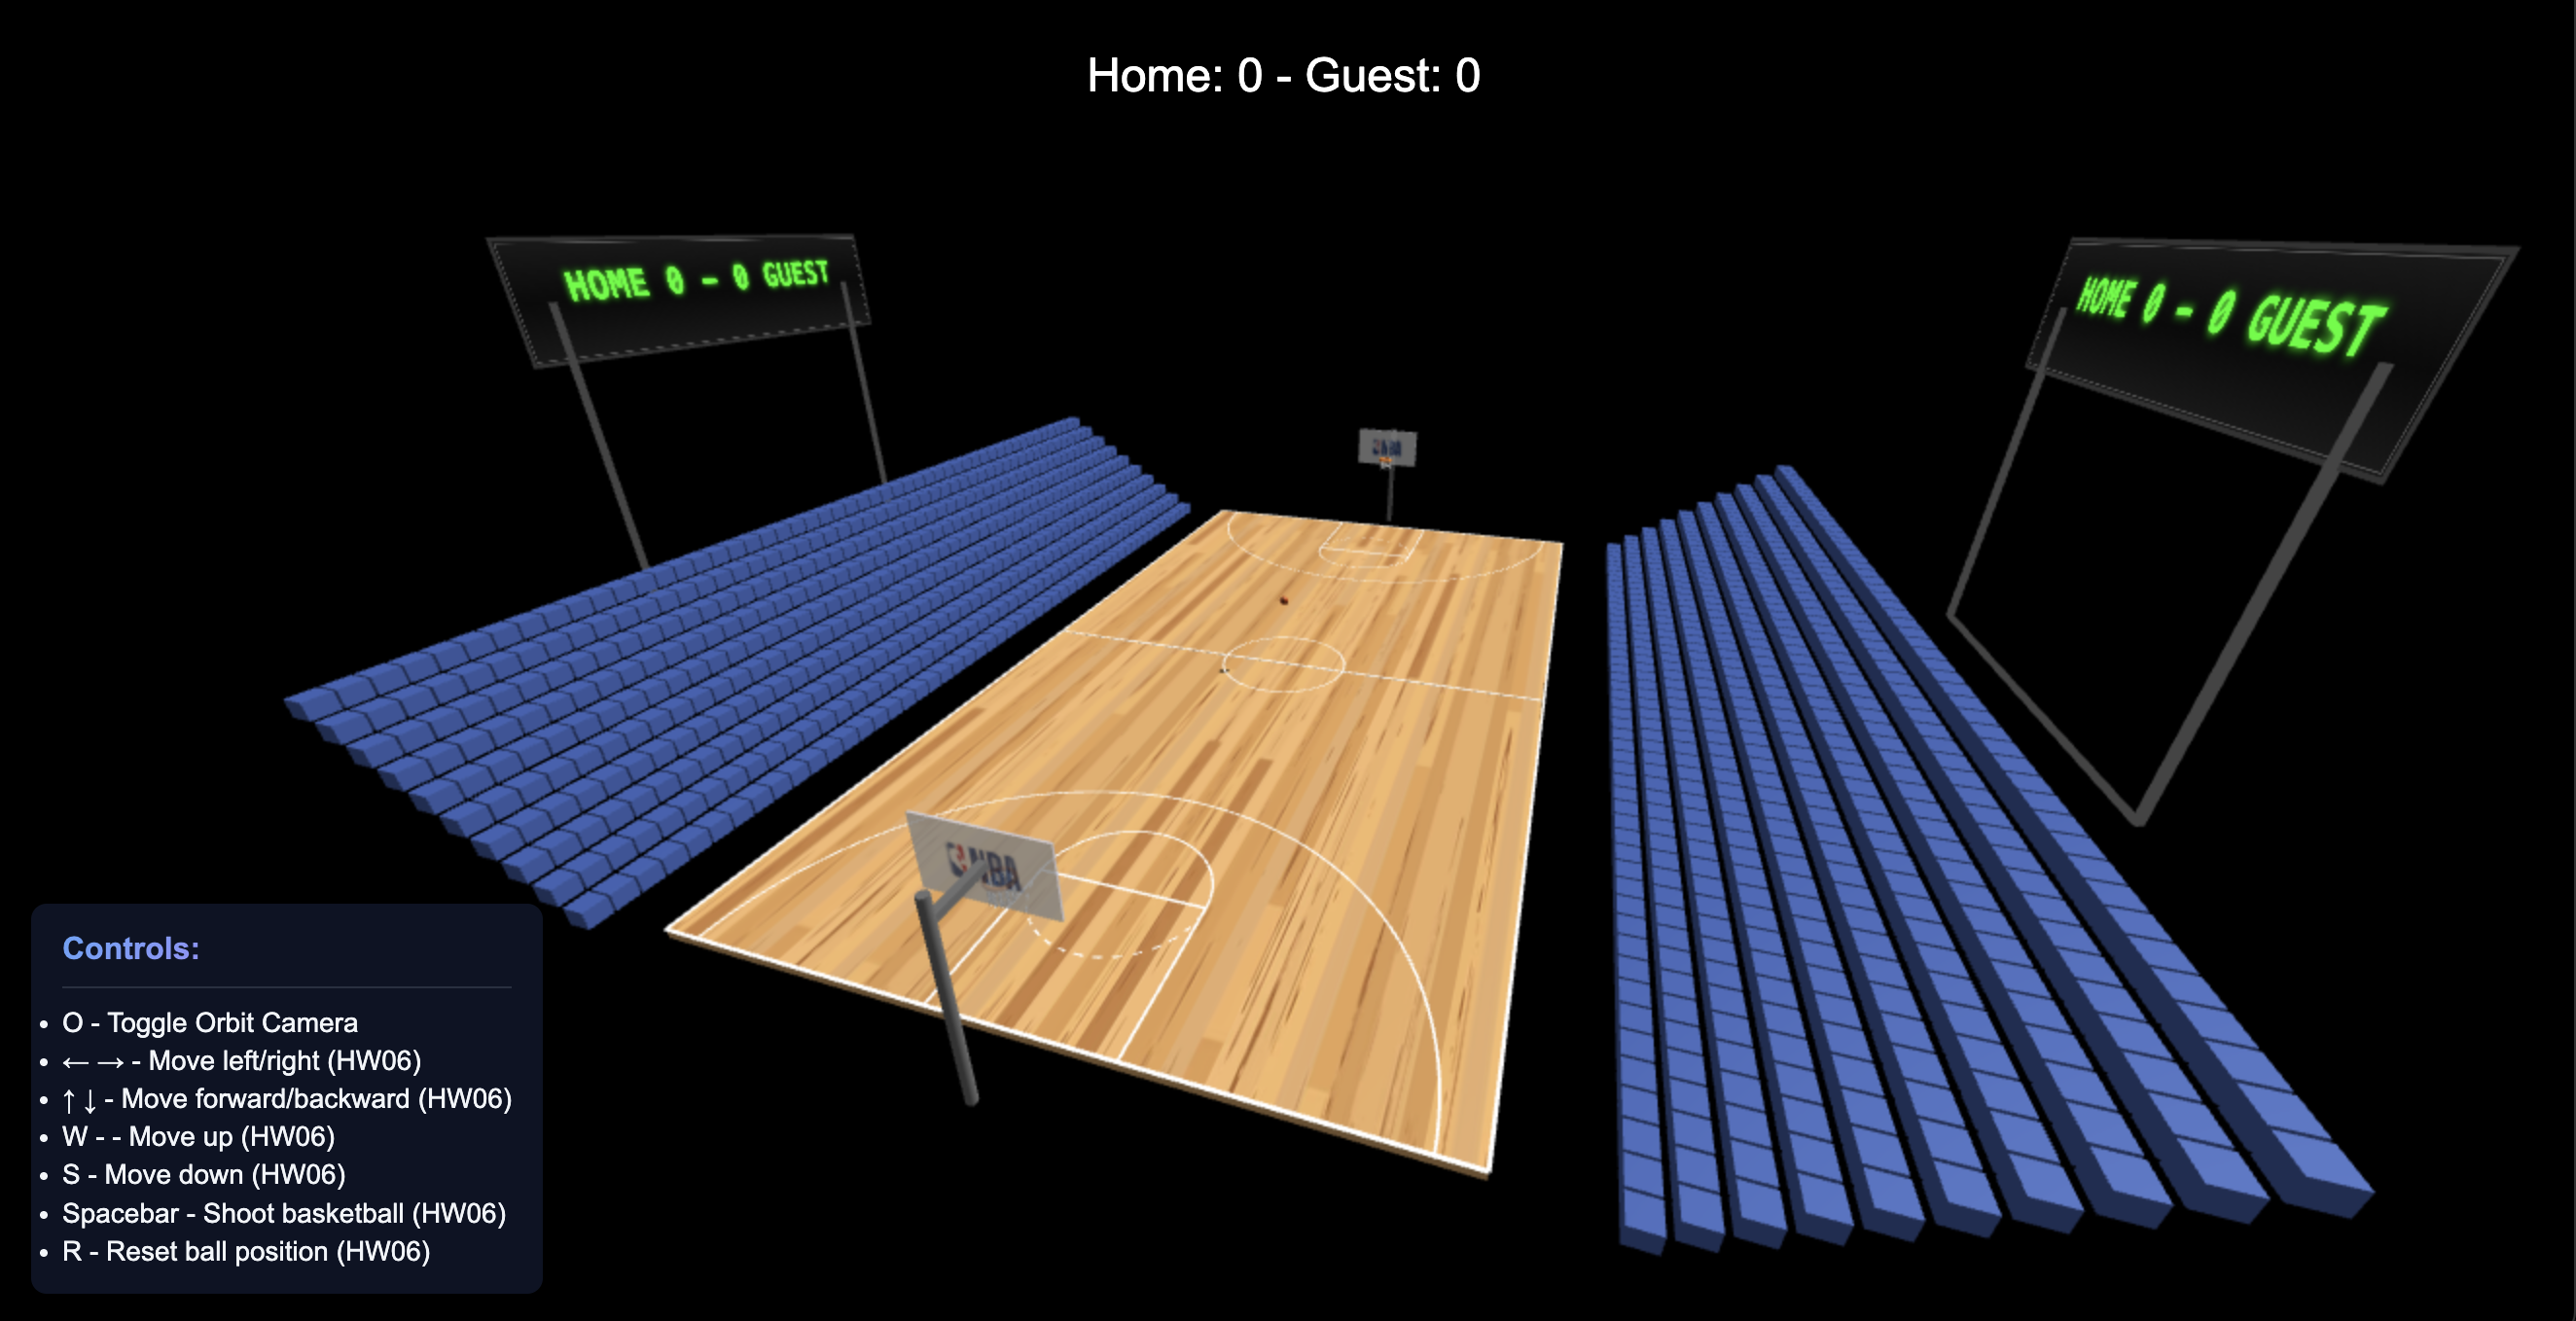 Home: 0 - Guest: 0
HOME 0 - 0 GUEST
HOME 0 - 0 GUEST
NBA
NBA
Controls:
O - Toggle Orbit Camera
← → - Move left/right (HW06)
↑ ↓ - Move forward/backward (HW06)
W - - Move up (HW06)
S - Move down (HW06)
Spacebar - Shoot basketball (HW06)
R - Reset ball position (HW06)